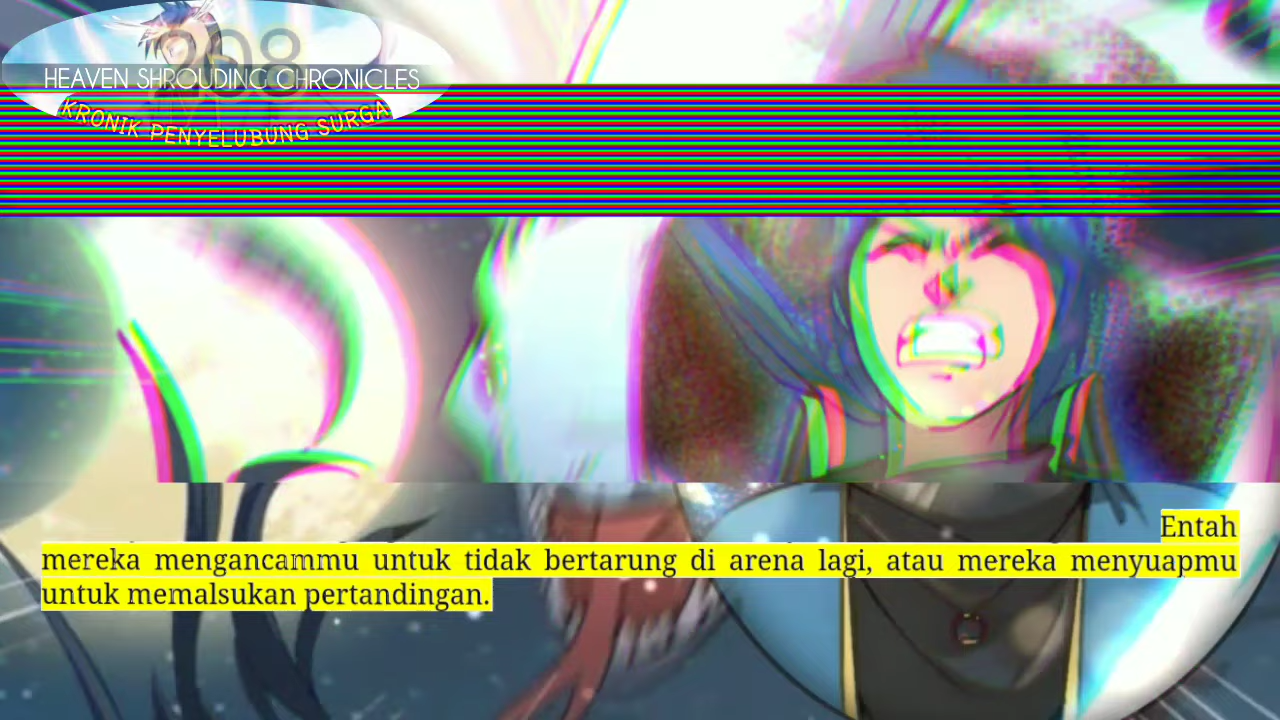 208
HEAVEN SHROUDING CHRONICLES
KRONIK PENYELUBUNG SURGA
Entah
mereka mengancammu untuk tidak bertarung di arena lagi, atau mereka menyuapmu
untuk memalsukan pertandingan.